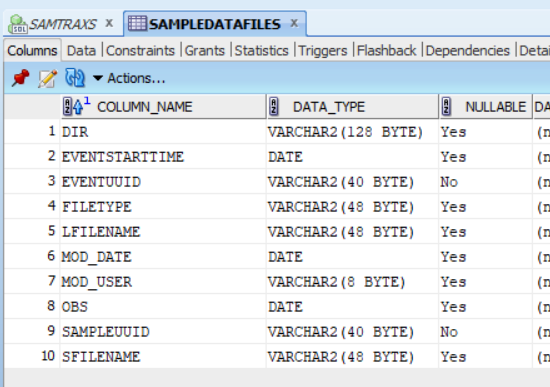 SQL SAMTRAXS x SAMPLEDATAFILES x
Columns Data Constraints Grants Statistics Triggers Flashback Dependencies
Actions...
1 COLUMN_NAME DATA_TYPE NULLABLE DA
1 DIR VARCHAR2(128 BYTE) Yes (n
2 EVENTSTARTTIME DATE Yes (n
3 EVENTUUID VARCHAR2(40 BYTE) No (n
4 FILETYPE VARCHAR2(48 BYTE) Yes (n
5 LFILENAME VARCHAR2(48 BYTE) Yes (n
6 MOD_DATE DATE Yes (n
7 MOD_USER VARCHAR2(8 BYTE) Yes (n
8 OBS DATE Yes (n
9 SAMPLEUUID VARCHAR2(40 BYTE) No (n
10 SFILENAME VARCHAR2(48 BYTE) Yes (n